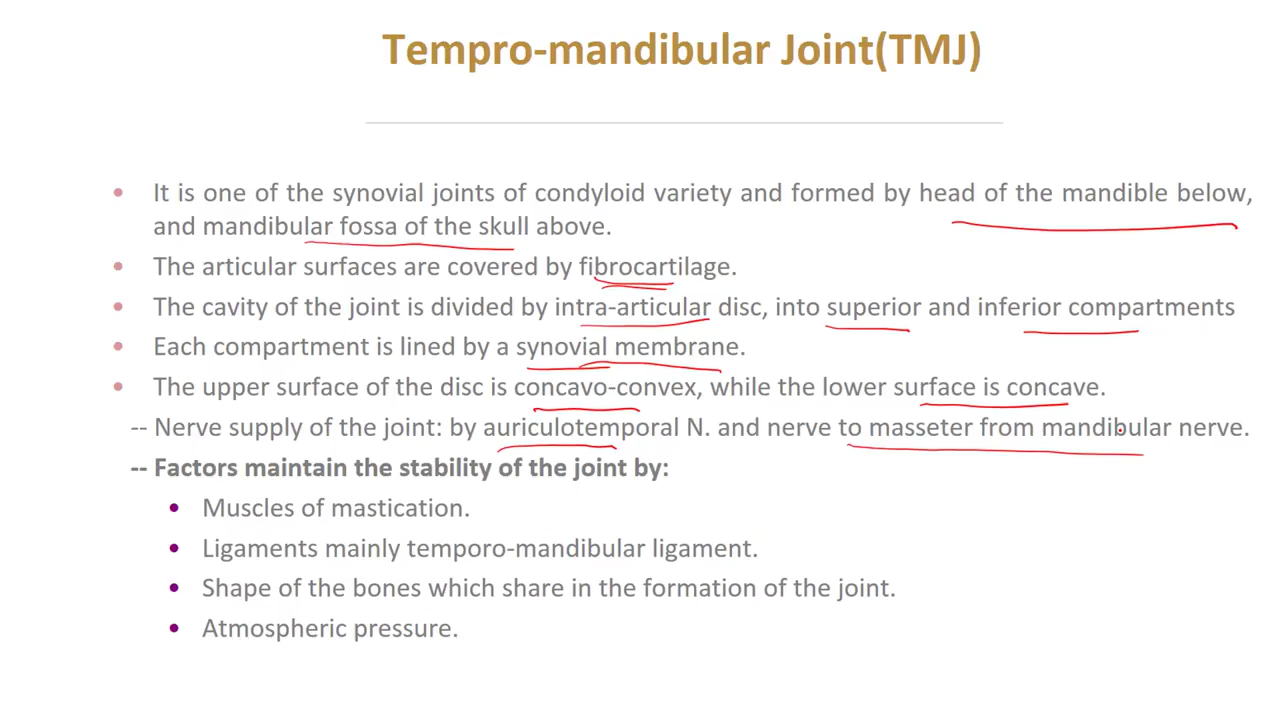 Tempro-mandibular Joint(TMJ)
• It is one of the synovial joints of condyloid variety and formed by head of the mandible below,
and mandibular fossa of the skull above.
• The articular surfaces are covered by fibrocartilage.
• The cavity of the joint is divided by intra-articular disc, into superior and inferior compartments
• Each compartment is lined by a synovial membrane.
• The upper surface of the disc is concavo-convex, while the lower surface is concave.
-- Nerve supply of the joint: by auriculotemporal N. and nerve to masseter from mandibular nerve.
-- Factors maintain the stability of the joint by:
• Muscles of mastication.
• Ligaments mainly temporo-mandibular ligament.
• Shape of the bones which share in the formation of the joint.
• Atmospheric pressure.